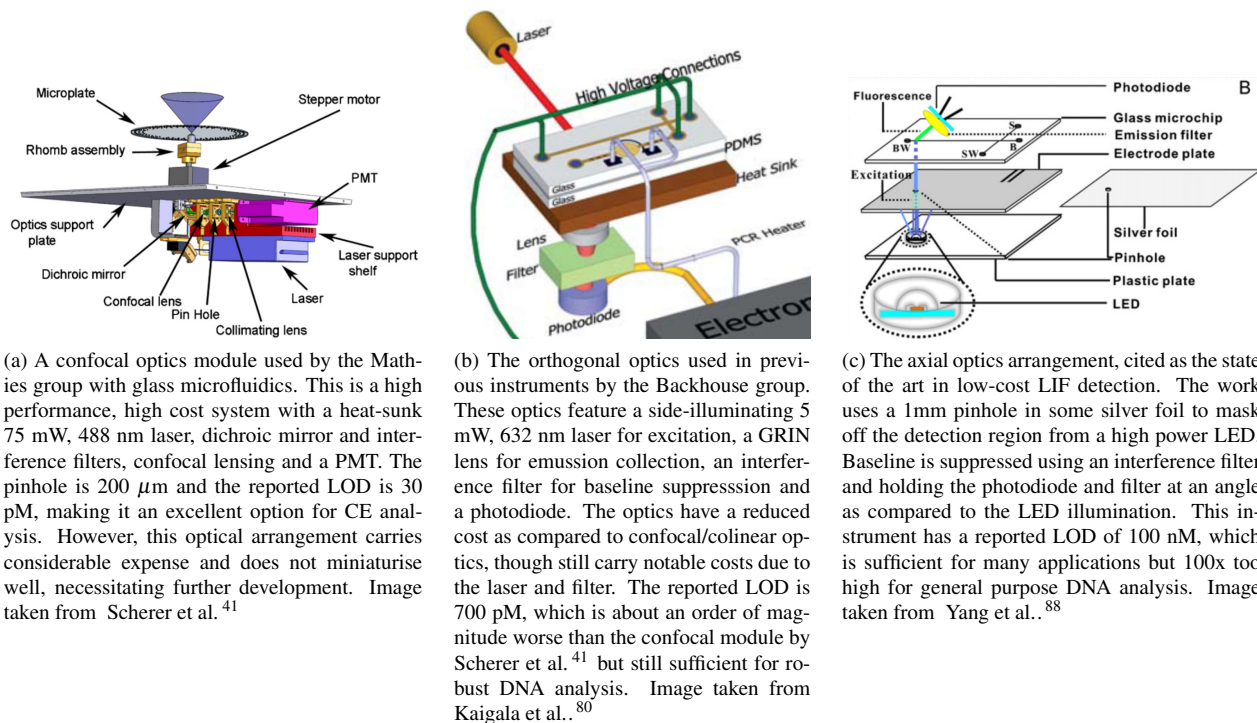 Microplate
Stepper motor
Rhomb assembly
PMT
Optics support
plate
Laser support
shelf
Dichroic mirror
Laser
Confocal lens
Pin Hole
Collimating lens
Laser
High Voltage Connections
PDMS
Glass
Glass
Heat Sink
Lens
Filter
PCR Heater
Photodiode
Electron
B
Photodiode
Fluorescence
Glass microchip
Emission filter
S
BW
B
SW
Electrode plate
Excitation
Silver foil
Pinhole
Plastic plate
LED
(a) A confocal optics module used by the Math-
ies group with glass microfluidics. This is a high
performance, high cost system with a heat-sunk
75 mW, 488 nm laser, dichroic mirror and inter-
ference filters, confocal lensing and a PMT. The
pinhole is 200 μm and the reported LOD is 30
pM, making it an excellent option for CE anal-
ysis. However, this optical arrangement carries
considerable expense and does not miniaturise
well, necessitating further development. Image
taken from Scherer et al. 41
(b) The orthogonal optics used in previ-
ous instruments by the Backhouse group.
These optics feature a side-illuminating 5
mW, 632 nm laser for excitation, a GRIN
lens for emussion collection, an interfer-
ence filter for baseline suppresssion and
a photodiode. The optics have a reduced
cost as compared to confocal/colinear op-
tics, though still carry notable costs due to
the laser and filter. The reported LOD is
700 pM, which is about an order of mag-
nitude worse than the confocal module by
Scherer et al. 41 but still sufficient for ro-
bust DNA analysis. Image taken from
Kaigala et al.. 80
(c) The axial optics arrangement, cited as the state
of the art in low-cost LIF detection. The work
uses a 1mm pinhole in some silver foil to mask
off the detection region from a high power LED.
Baseline is suppressed using an interference filter
and holding the photodiode and filter at an angle
as compared to the LED illumination. This in-
strument has a reported LOD of 100 nM, which
is sufficient for many applications but 100x too
high for general purpose DNA analysis. Image
taken from Yang et al.. 88